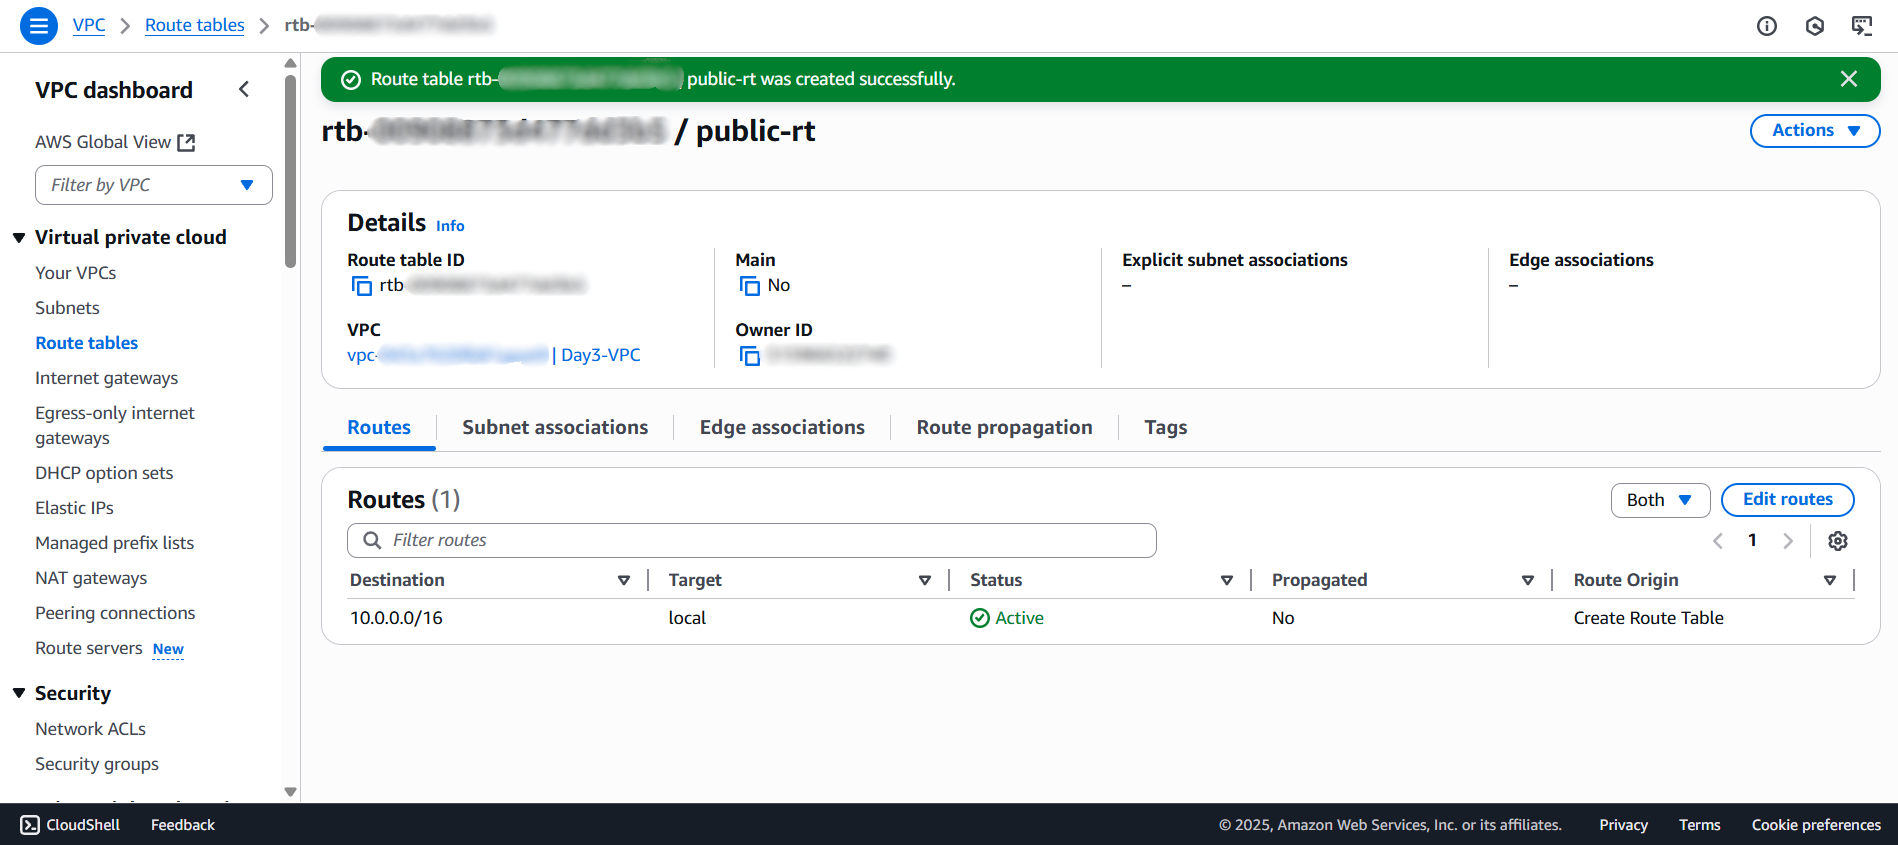 VPC > Route tables > rtb-
VPC dashboard
AWS Global View
Filter by VPC
Virtual private cloud
Your VPCs
Subnets
Route tables
Internet gateways
Egress-only internet
gateways
DHCP option sets
Elastic IPs
Managed prefix lists
NAT gateways
Peering connections
Route servers New
Security
Network ACLs
Security groups
Route table rtb- public-rt was created successfully.
rtb- / public-rt
Actions
Details Info
Route table ID
rtb
Main
No
Explicit subnet associations
–
Edge associations
–
VPC
vpc- | Day3-VPC
Owner ID
Routes Subnet associations Edge associations Route propagation Tags
Routes (1)
Both Edit routes
Filter routes
1
Destination Target Status Propagated Route Origin
10.0.0.0/16 local Active No Create Route Table
CloudShell Feedback © 2025, Amazon Web Services, Inc. or its affiliates. Privacy Terms Cookie preferences